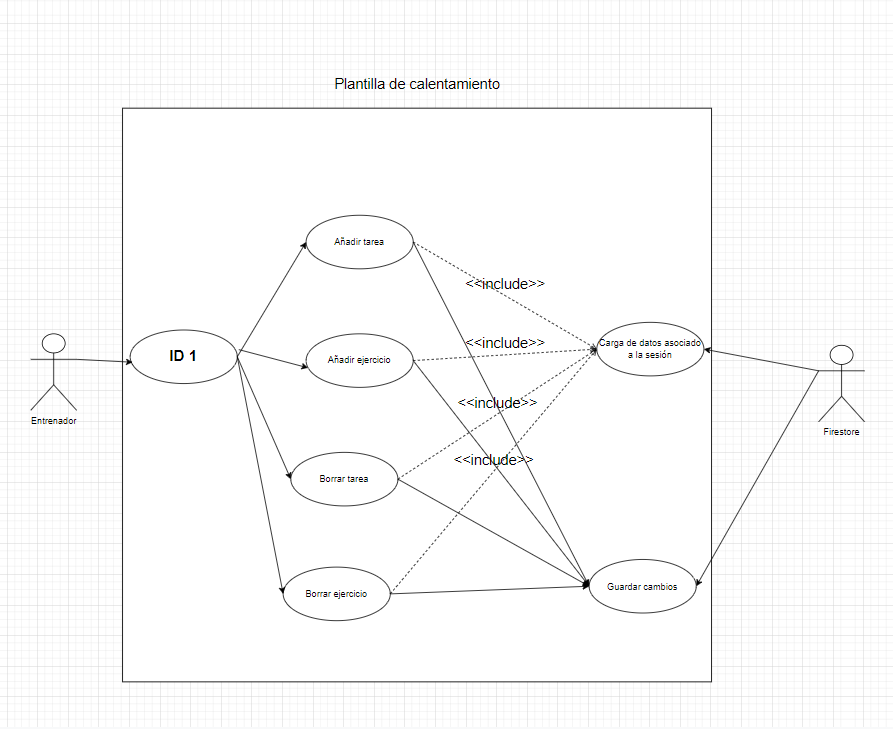 Plantilla de calentamiento
Añadir tarea
<<include>>
<<include>>
Carga de datos asociado
a la sesión
ID 1
Añadir ejercicio
<<include>>
Entrenador
Firestore
<<include>>
Borrar tarea
Borrar ejercicio
Guardar cambios